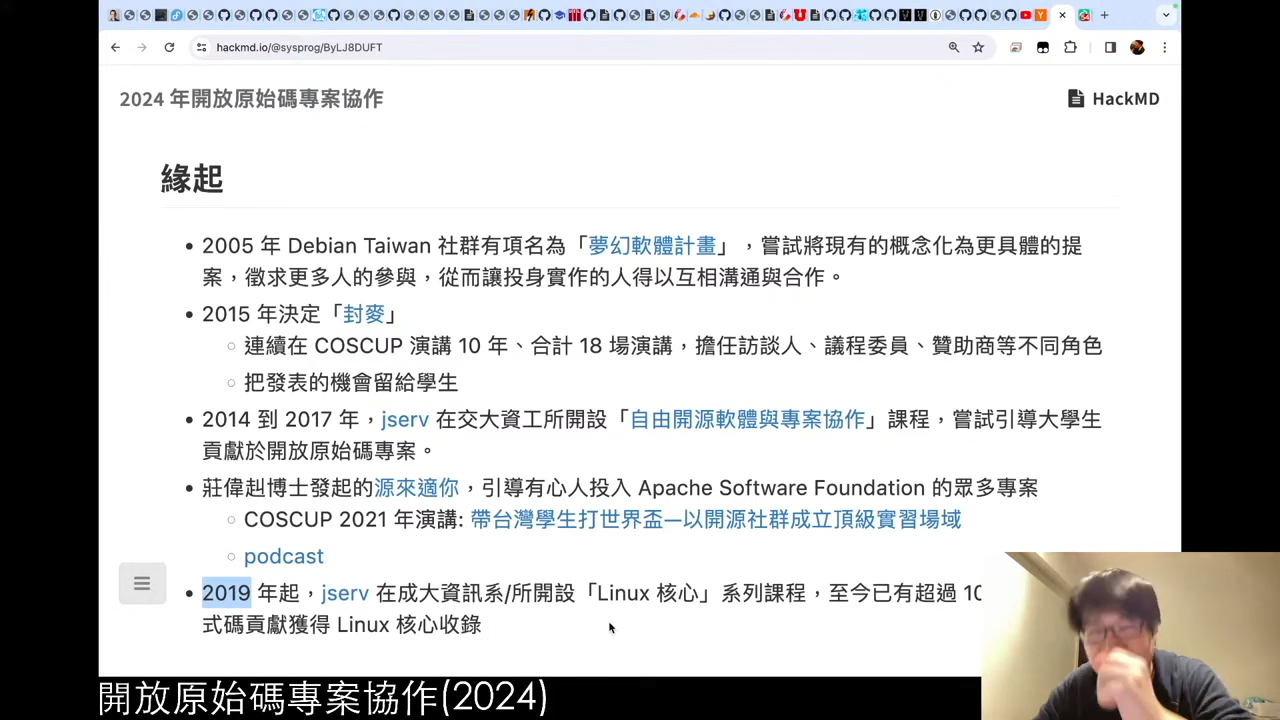 hackmd.io/@sysprog/ByLJ8DUFT
2024 年開放原始碼專案協作
HackMD
緣起
2005 年 Debian Taiwan 社群有項名為「夢幻軟體計畫」，嘗試將現有的概念化為更具體的提
案，徵求更多人的參與，從而讓投身實作的人得以互相溝通與合作。
2015 年決定「封麥」
連續在 COSCUP 演講 10 年、合計 18 場演講，擔任訪談人、議程委員、贊助商等不同角色
把發表的機會留給學生
2014 到 2017 年，jserv 在交大資工所開設「自由開源軟體與專案協作」課程，嘗試引導大學生
貢獻於開放原始碼專案。
莊偉赳博士發起的源來適你，引導有心人投入 Apache Software Foundation 的眾多專案
COSCUP 2021 年演講: 帶台灣學生打世界盃—以開源社群成立頂級實習場域
podcast
2019 年起，jserv 在成大資訊系/所開設「Linux 核心」系列課程，至今已有超過 10
式碼貢獻獲得 Linux 核心收錄
開放原始碼專案協作(2024)